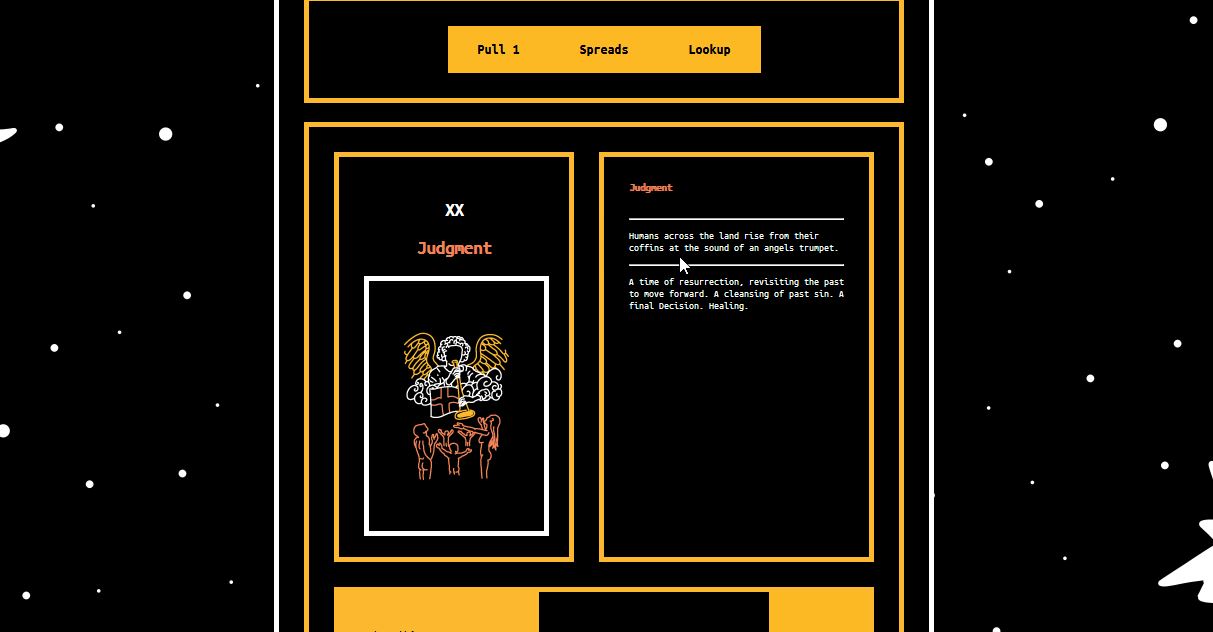 Pull 1 Spreads Lookup
XX
Judgment
Judgment
Humans across the land rise from their
coffins at the sound of an angels trumpet.
A time of resurrection, revisiting the past
to move forward. A cleansing of past sin. A
final Decision. Healing.